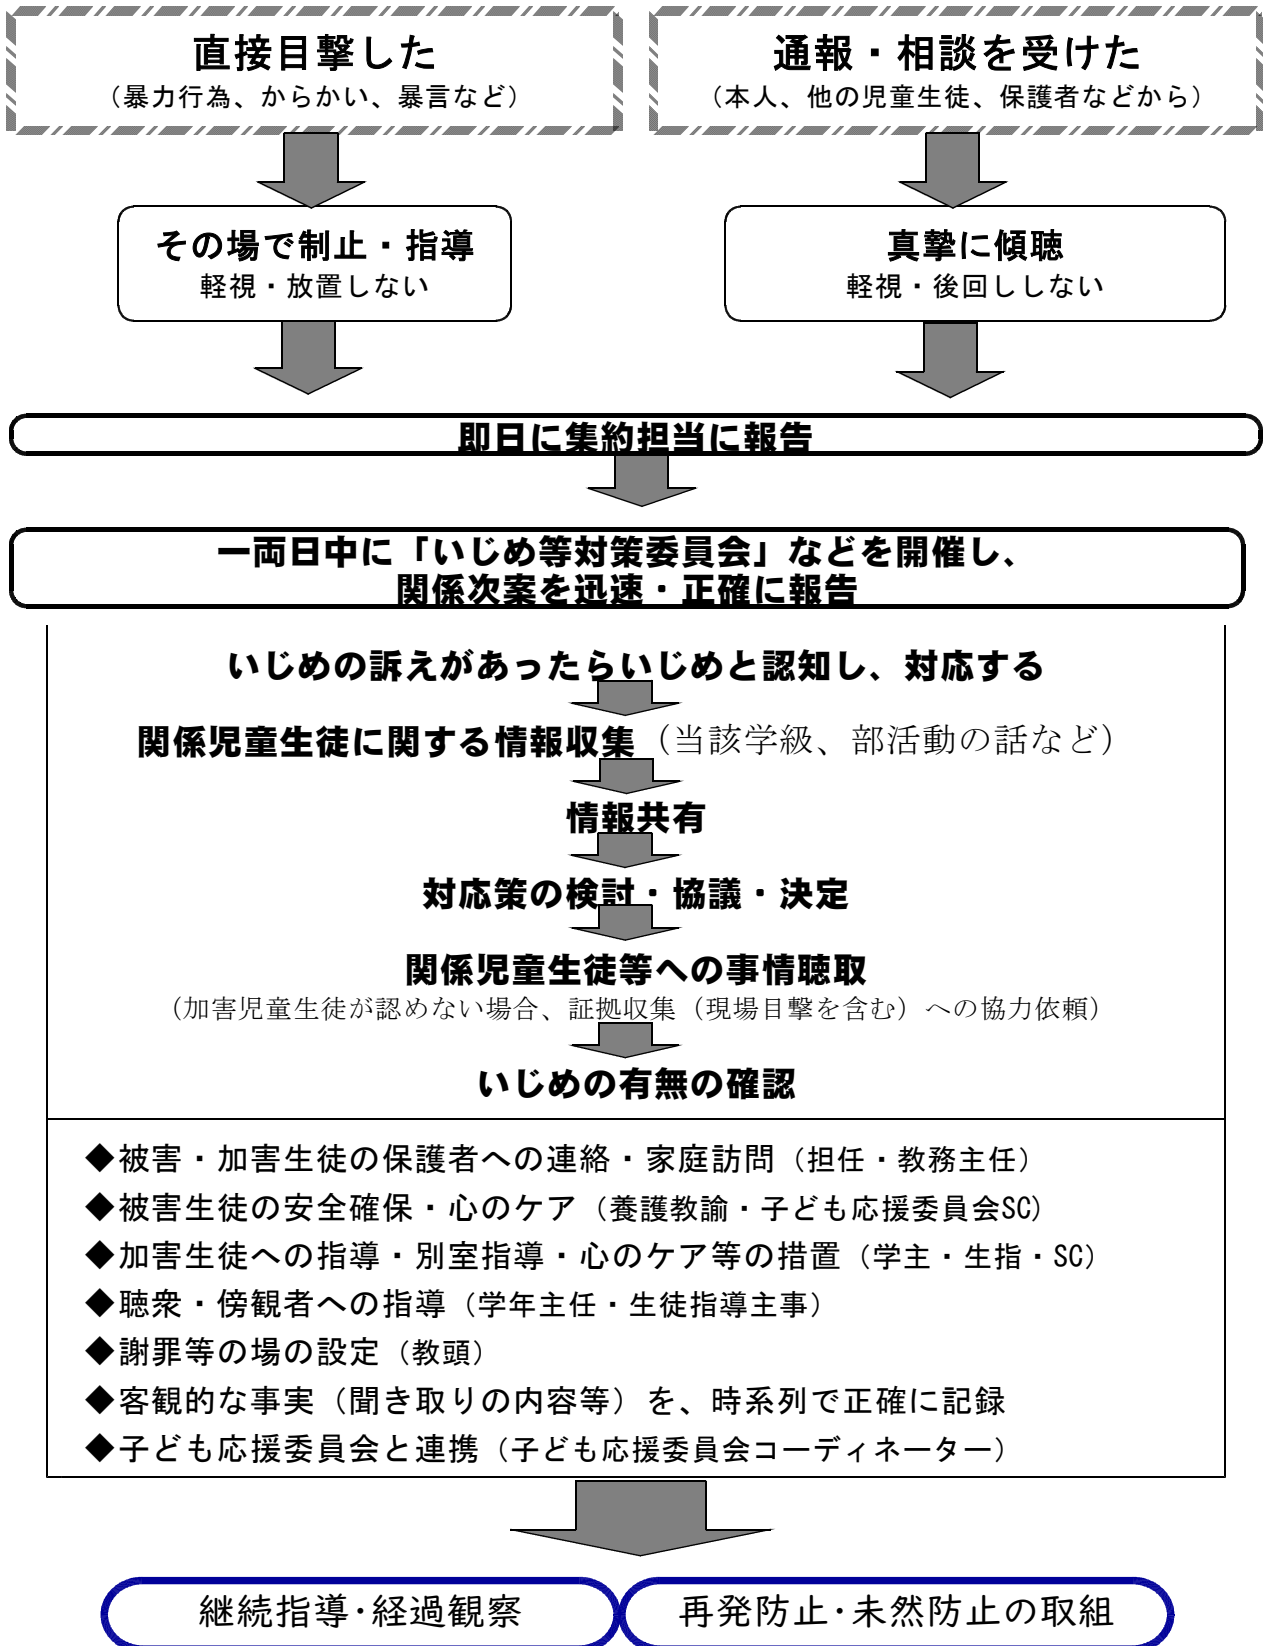 直接目撃した
（暴力行為、からかい、暴言など）
通報・相談を受けた
（本人、他の児童生徒、保護者などから）
その場で制止・指導
軽視・放置しない
真摯に傾聴
軽視・後回ししない
即日に集約担当に報告
一両日中に「いじめ等対策委員会」などを開催し、
関係次案を迅速・正確に報告
いじめの訴えがあったらいじめと認知し、対応する
関係児童生徒に関する情報収集（当該学級、部活動の話など）
情報共有
対応策の検討・協議・決定
関係児童生徒等への事情聴取
（加害児童生徒が認めない場合、証拠収集（現場目撃を含む）への協力依頼）
いじめの有無の確認
◆被害・加害生徒の保護者への連絡・家庭訪問（担任・教務主任）
◆被害生徒の安全確保・心のケア（養護教諭・子ども応援委員会SC）
◆加害生徒への指導・別室指導・心のケア等の措置（学主・生指・SC）
◆聴衆・傍観者への指導（学年主任・生徒指導主事）
◆謝罪等の場の設定（教頭）
◆客観的な事実（聞き取りの内容等）を、時系列で正確に記録
◆子ども応援委員会と連携（子ども応援委員会コーディネーター）
継続指導・経過観察
再発防止・未然防止の取組